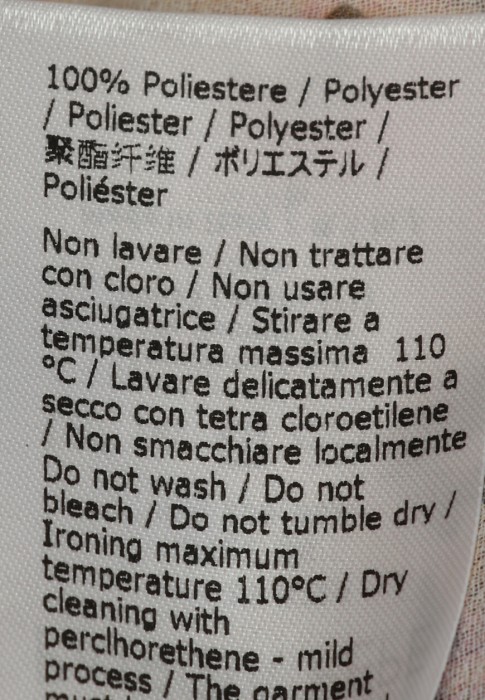 100% Poliestere / Polyester
/ Poliester / Polyester /
聚酯纤维 / ポリエステル /
Poliéster
Non lavare / Non trattare
con cloro / Non usare
asciugatrice / Stirare a
temperatura massima 110
°C / Lavare delicatamente a
secco con tetra cloroetilene
/ Non smacchiare localmente
Do not wash / Do not
bleach / Do not tumble dry /
Ironing maximum
temperature 110°C / Dry
cleaning with
perclhorethene - mild
process / The garment